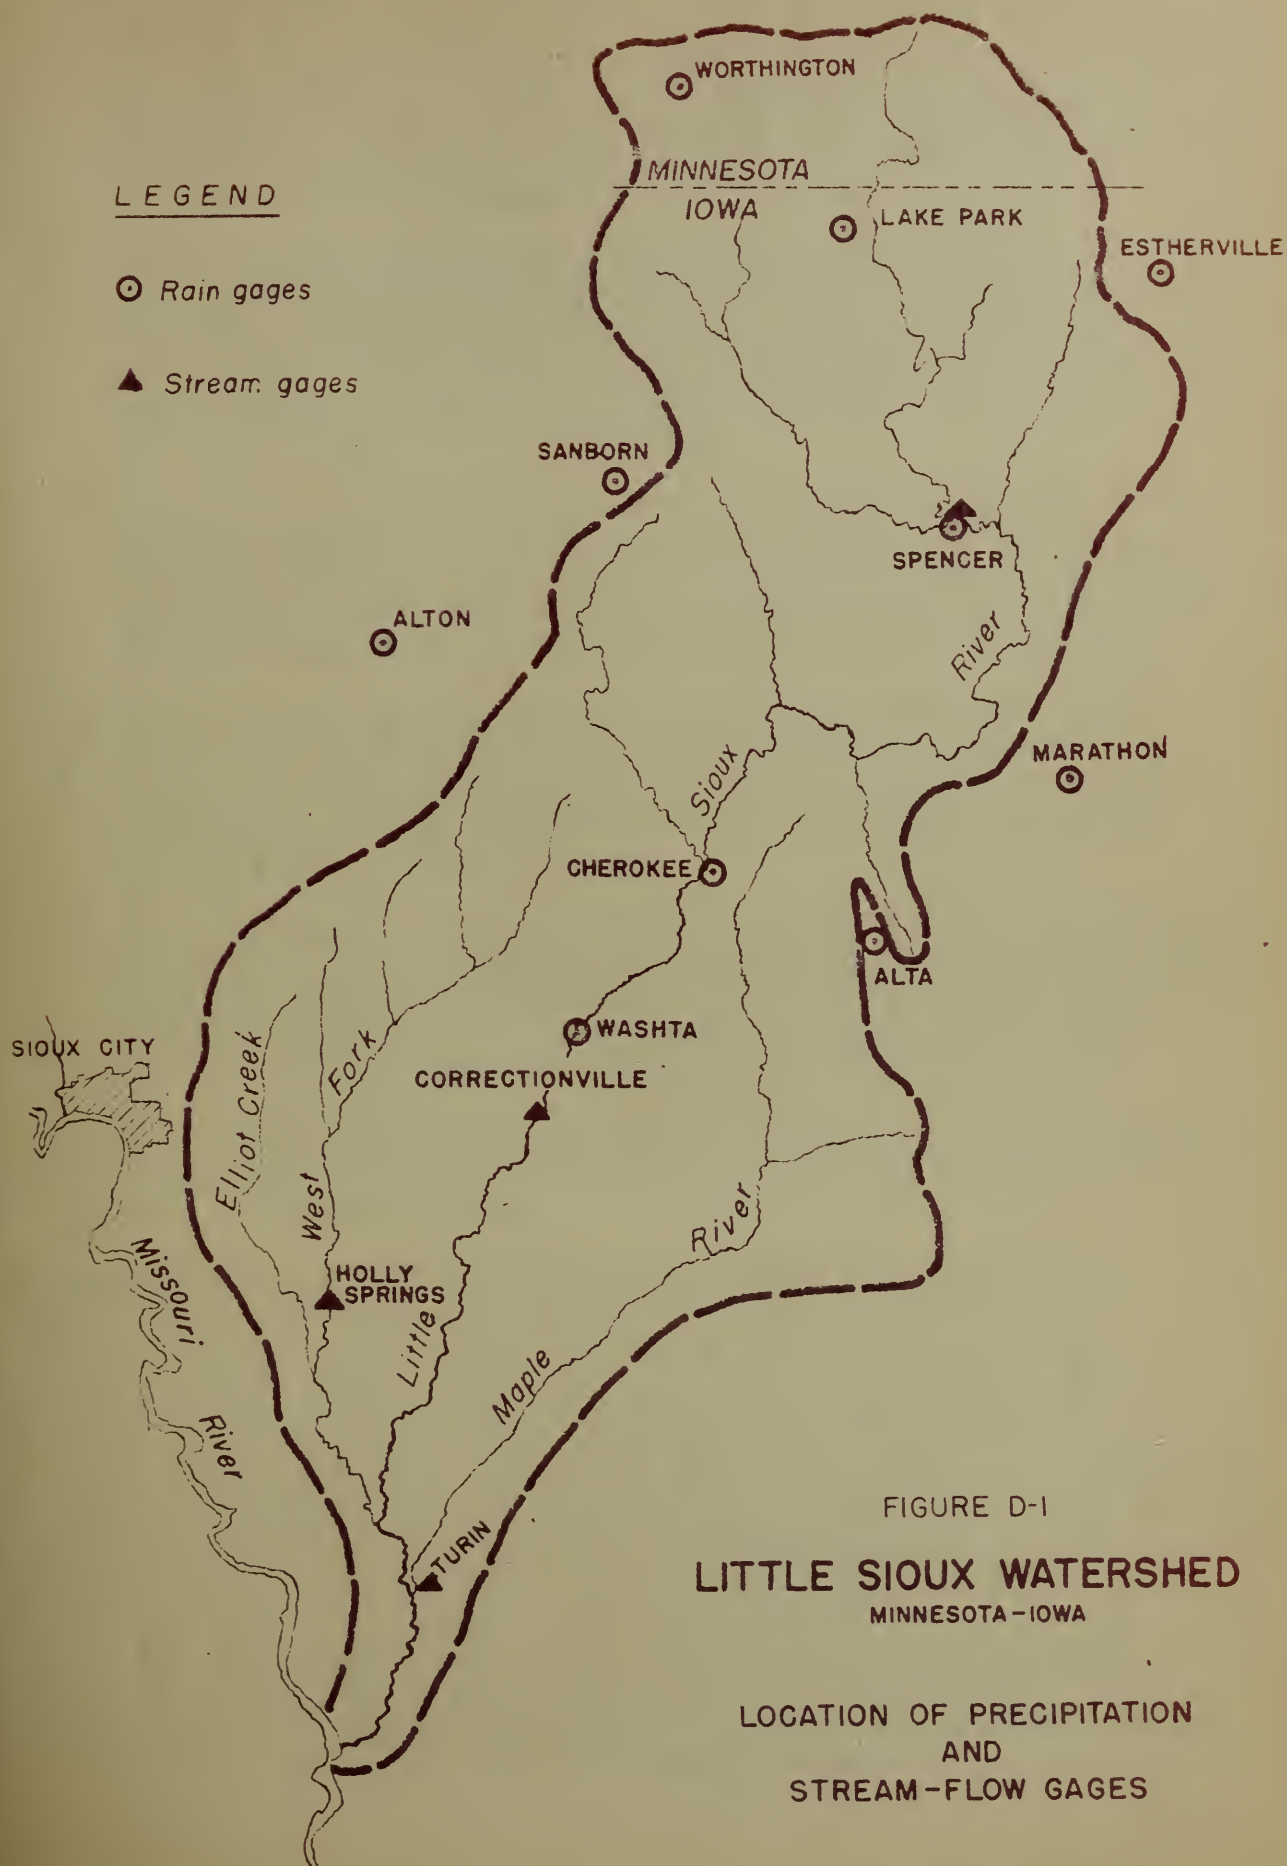 WORTHINGTON
MINNESOTA
IOWA
LAKE PARK
ESTHERVILLE
LEGEND
Rain gages
Stream gages
SANBORN
SPENCER
ALTON
River
MARATHON
Sioux
CHEROKEE
ALTA
WASHTA
SIOUX CITY
Elliot Creek
Fork
CORRECTIONVILLE
West
River
Missouri
HOLLY
SPRINGS
Little
Maple
River
TURIN
FIGURE D-1
LITTLE SIOUX WATERSHED
MINNESOTA-IOWA
LOCATION OF PRECIPITATION
AND
STREAM-FLOW GAGES